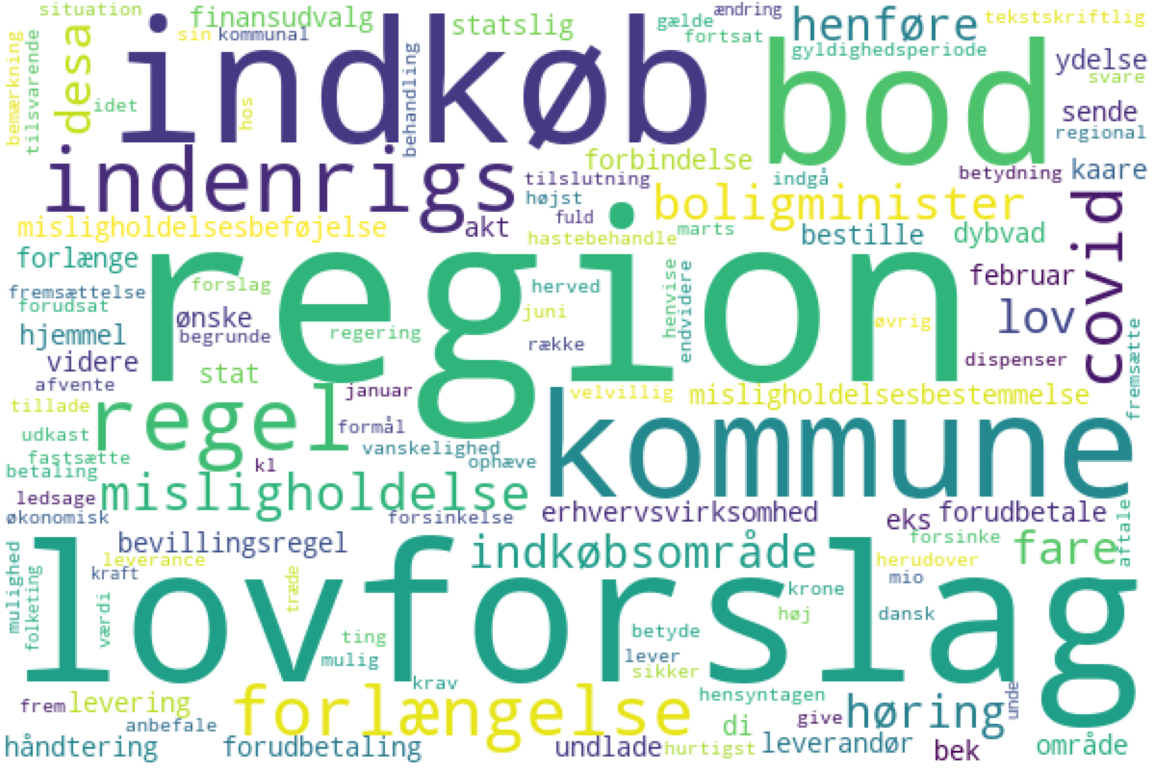 situation
finansudvalg
statslig
gælde
ændring
henføre
tekstskriftlig
sin
kommunal
fortsat
gyldighedsperiode
ydelse
svare
bemærkning
tilsvarende
desa
idet
hos
indkøb
behandling
bod
sende
regional
indenrigs
forbindelse
tilslutning
højst
indgå
betydning
kaare
boligminister
misligholdelsesbeføjelse
akt
fuld
hastebehandle
marts
bestille
dybvad
covid
forlænge
region
februar
fremsættelse
forslag
herved
henvise
endvidere
forudsat
ønske
juni
øvrig
lov
hjemmel
begrunde
regering
række
videre
stat
dispenser
fremsætte
afvente
januar
velvillig
misligholdelsesbestemmelse
tillade
regel
formål
kommune
udkast
vanskelighed
fastsætte
kl
ophæve
betaling
misligholdelse
ledsage
økonomisk
forsinkelse
erhvervsvirksomhed
eks
forudbetale
aftale
bevillingsregel
indkøbsområde
forsinke
fare
mulighed
folketing
leverance
kraft
træde
herudover
mio
lovforslag
værdi
krone
høj
dansk
ting
betyde
mulig
lever
sikker
krav
frem
levering
forlængelse
hensyntagen
unde
anbefale
di
give
høring
håndtering
forudbetaling
undlade
hurtigst
leverandør
bek
område